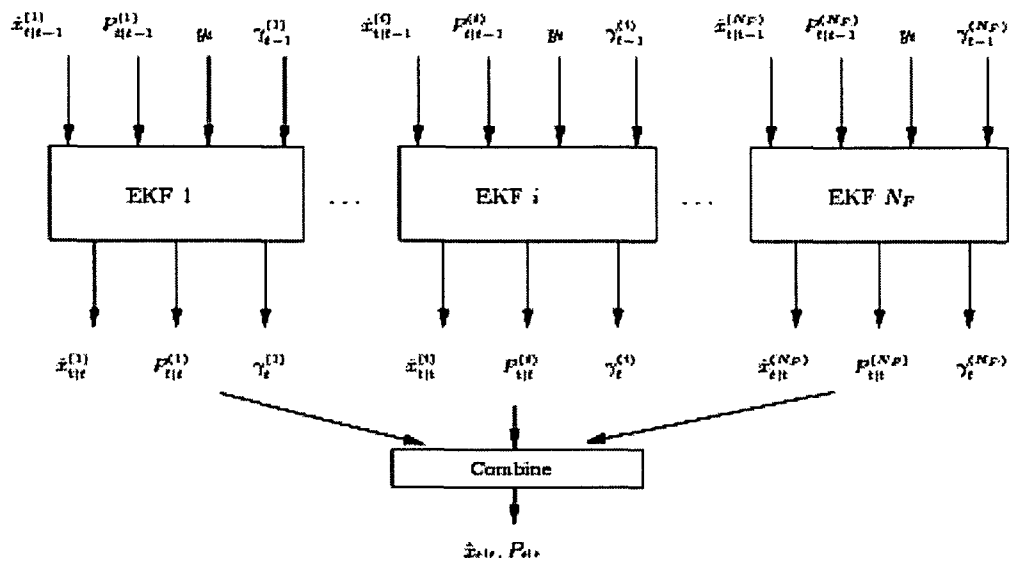 x̂_{t|t-1}^{(1)} P_{t|t-1}^{(1)} y_t γ_{t-1}^{(1)} x̂_{t|t-1}^{(i)} P_{t|t-1}^{(i)} y_t γ_{t-1}^{(i)} x̂_{t|t-1}^{(N_F)} P_{t|t-1}^{(N_F)} y_t γ_{t-1}^{(N_F)}
EKF 1 ... EKF i ... EKF N_F
x̂_{t|t}^{(1)} P_{t|t}^{(1)} γ_t^{(1)} x̂_{t|t}^{(i)} P_{t|t}^{(i)} γ_t^{(i)} x̂_{t|t}^{(N_F)} P_{t|t}^{(N_F)} γ_t^{(N_F)}
Combine
x̂_{t|t}, P_{t|t}